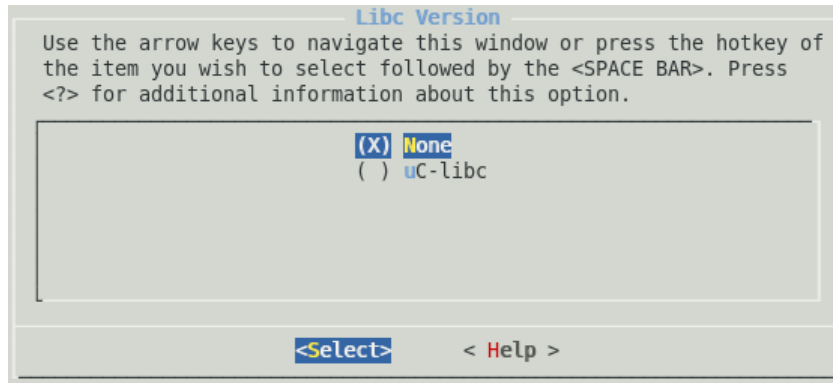 Libc Version
Use the arrow keys to navigate this window or press the hotkey of
the item you wish to select followed by the <SPACE BAR>. Press
<?> for additional information about this option.
(X) None
( ) uC-libc
<Select> < Help >